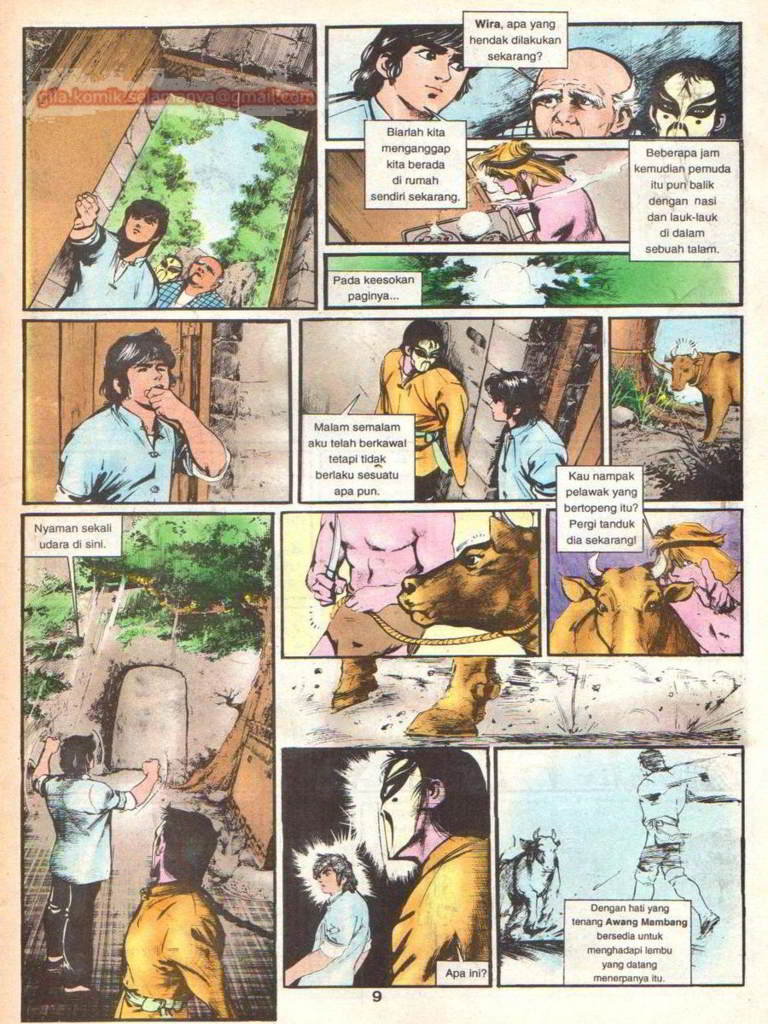 gila.komik.selamanya@gmail.com
Wira, apa yang
hendak dilakukan
sekarang?
Biarlah kita
menganggap
kita berada
di rumah
sendiri sekarang.
Beberapa jam
kemudian pemuda
itu pun balik
dengan nasi
dan lauk-lauk
di dalam
sebuah talam.
Pada keesokan
paginya...
Malam semalam
aku telah berkawal
tetapi tidak
berlaku sesuatu
apa pun.
Kau nampak
pelawak yang
bertopeng itu?
Pergi tanduk
dia sekarang!
Nyaman sekali
udara di sini.
Apa ini?
Dengan hati yang
tenang Awang Mambang
bersedia untuk
menghadapi lembu
yang datang
menerpanya itu.
9